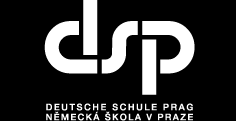 dsp
DEUTSCHE SCHULE PRAG
NĚMECKÁ ŠKOLA V PRAZE